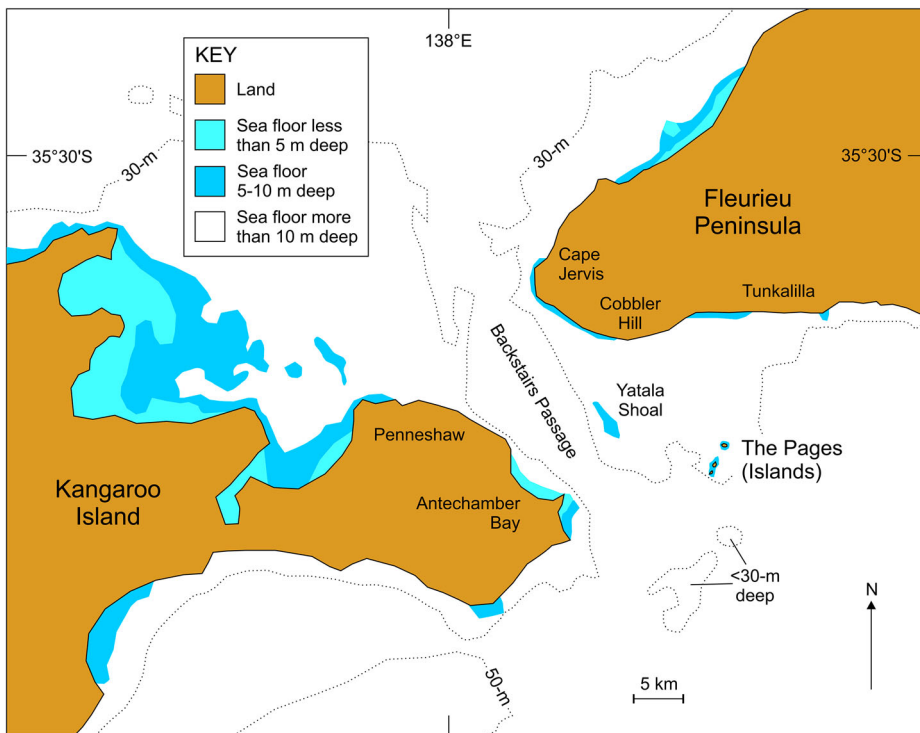 138°E
KEY
Land
Sea floor less
than 5 m deep
Sea floor
5-10 m deep
Sea floor more
than 10 m deep
35°30'S
30-m
30-m
35°30'S
Fleurieu
Peninsula
Cape
Jervis
Cobbler
Hill
Tunkalilla
Backstairs Passage
Yatala
Shoal
Penneshaw
The Pages
(Islands)
Kangaroo
Island
Antechamber
Bay
<30-m
deep
N
50-m
5 km